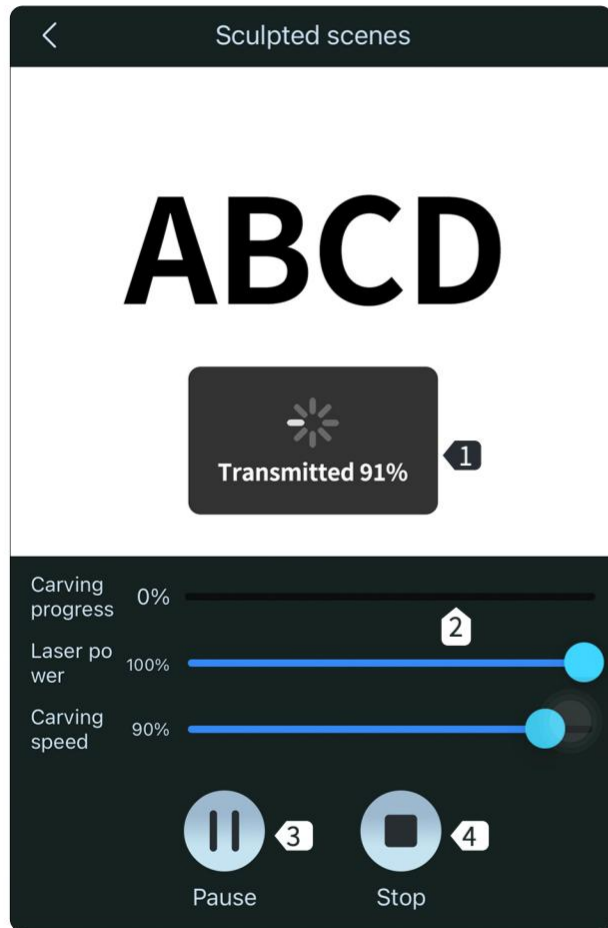 Sculpted scenes
ABCD
Transmitted 91%
1
Carving
progress
0%
2
Laser po
wer
100%
Carving
speed
90%
3
4
Pause
Stop